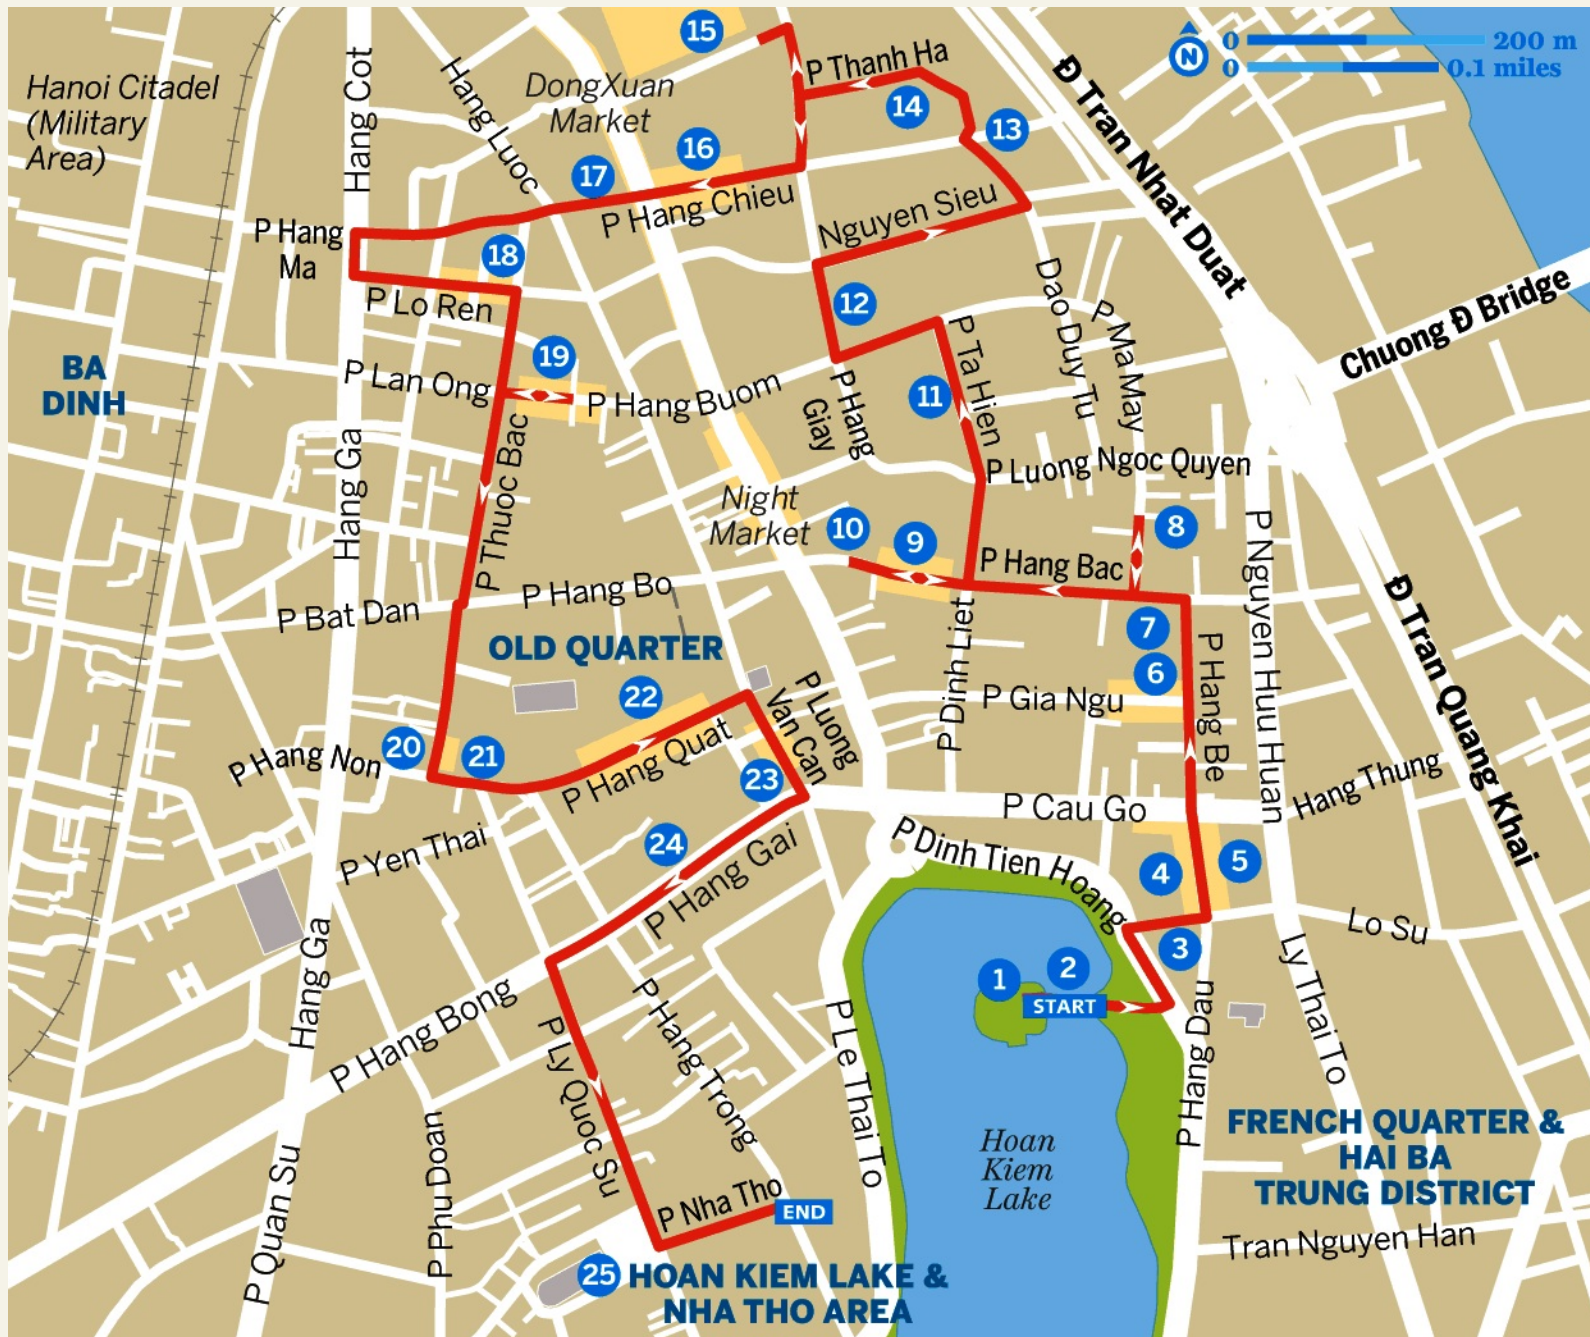 15
0
200 m
N
0
0.1 miles
P Thanh Ha
Đ Tran Nhat Duat
Hanoi Citadel
(Military
Area)
Hang Cot
Hang Luoc
DongXuan
Market
14
13
16
17
P Hang Chieu
Nguyen Sieu
P Hang
Ma
18
P Lo Ren
12
Dao Duy Tu
P Ma May
Chuong Đ Bridge
BA
DINH
19
P Lan Ong
P Hang Buom
P Hang
Giay
11
P Ta Hien
Hang Ga
P Thuoc Bac
P Luong Ngoc Quyen
Night
Market
10
9
8
P Hang Bac
P Nguyen Huu Huan
Đ Tran Quang Khai
P Bat Dan
P Hang Bo
OLD QUARTER
7
6
P Dinh Liet
P Gia Ngu
P Hang Be
22
P Luong
Van Can
20
21
P Hang Non
P Hang Quat
23
P Cau Go
Hang Thung
P Yen Thai
24
P Hang Gai
P Dinh Tien Hoang
4
5
3
Lo Su
Hang Ga
P Hang Bong
P Hang Trong
1
2
START
P Hang Dau
Ly Thai To
P Ly Quoc Su
P Le Thai To
P Phu Doan
P Quan Su
Hoan
Kiem
Lake
FRENCH QUARTER &
HAI BA
TRUNG DISTRICT
P Nha Tho
END
Tran Nguyen Han
25
HOAN KIEM LAKE &
NHA THO AREA